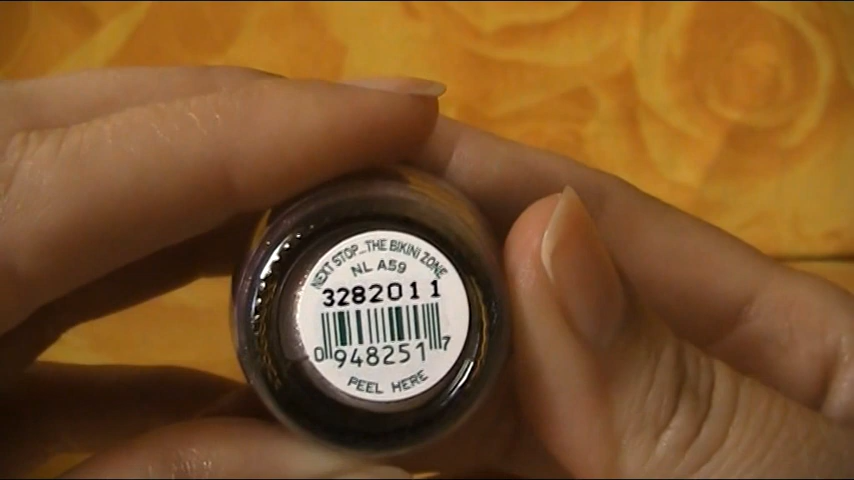 NEXT STOP...THE BIKINI ZONE
NL A59
3282011
0 948251 7
PEEL HERE